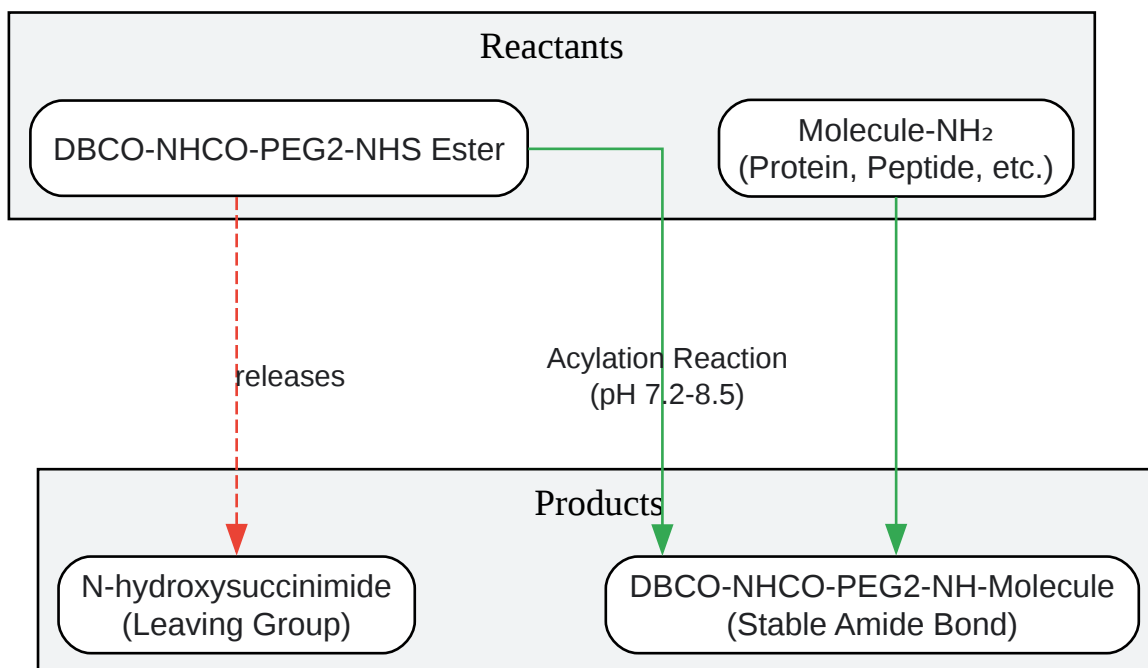 Reactants
DBCO-NHCO-PEG2-NHS Ester
Molecule-NH₂
(Protein, Peptide, etc.)
releases
Acylation Reaction
(pH 7.2-8.5)
Products
N-hydroxysuccinimide
(Leaving Group)
DBCO-NHCO-PEG2-NH-Molecule
(Stable Amide Bond)